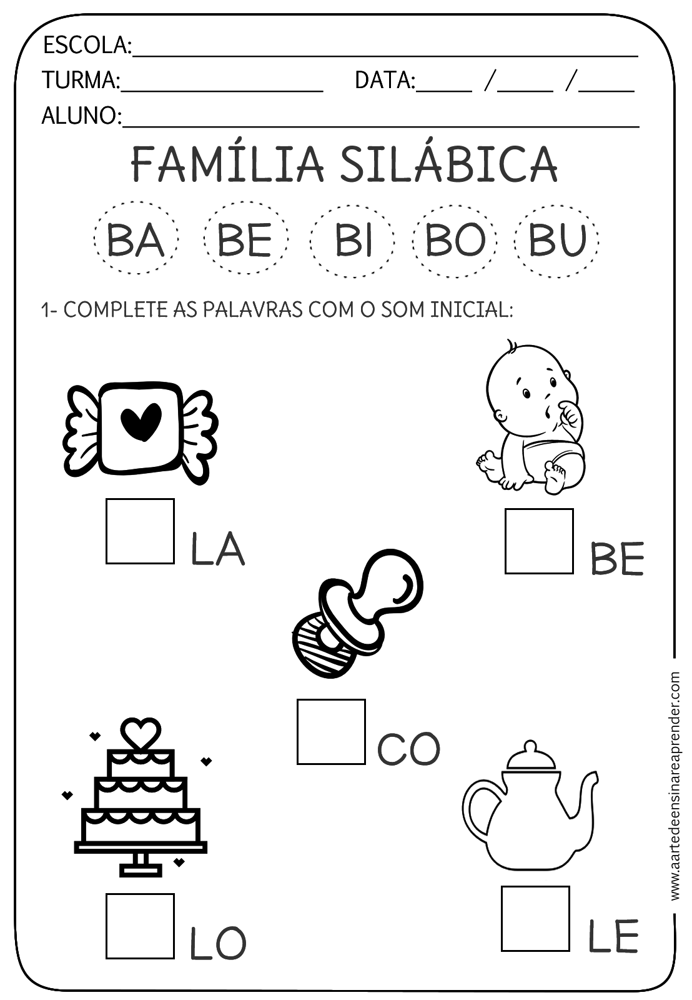 ESCOLA:
TURMA: DATA: / /
ALUNO:
FAMÍLIA SILÁBICA
BA BE BI BO BU
1- COMPLETE AS PALAVRAS COM O SOM INICIAL:
LA
BE
CO
LO
LE
www.aartedeensinareaprender.com